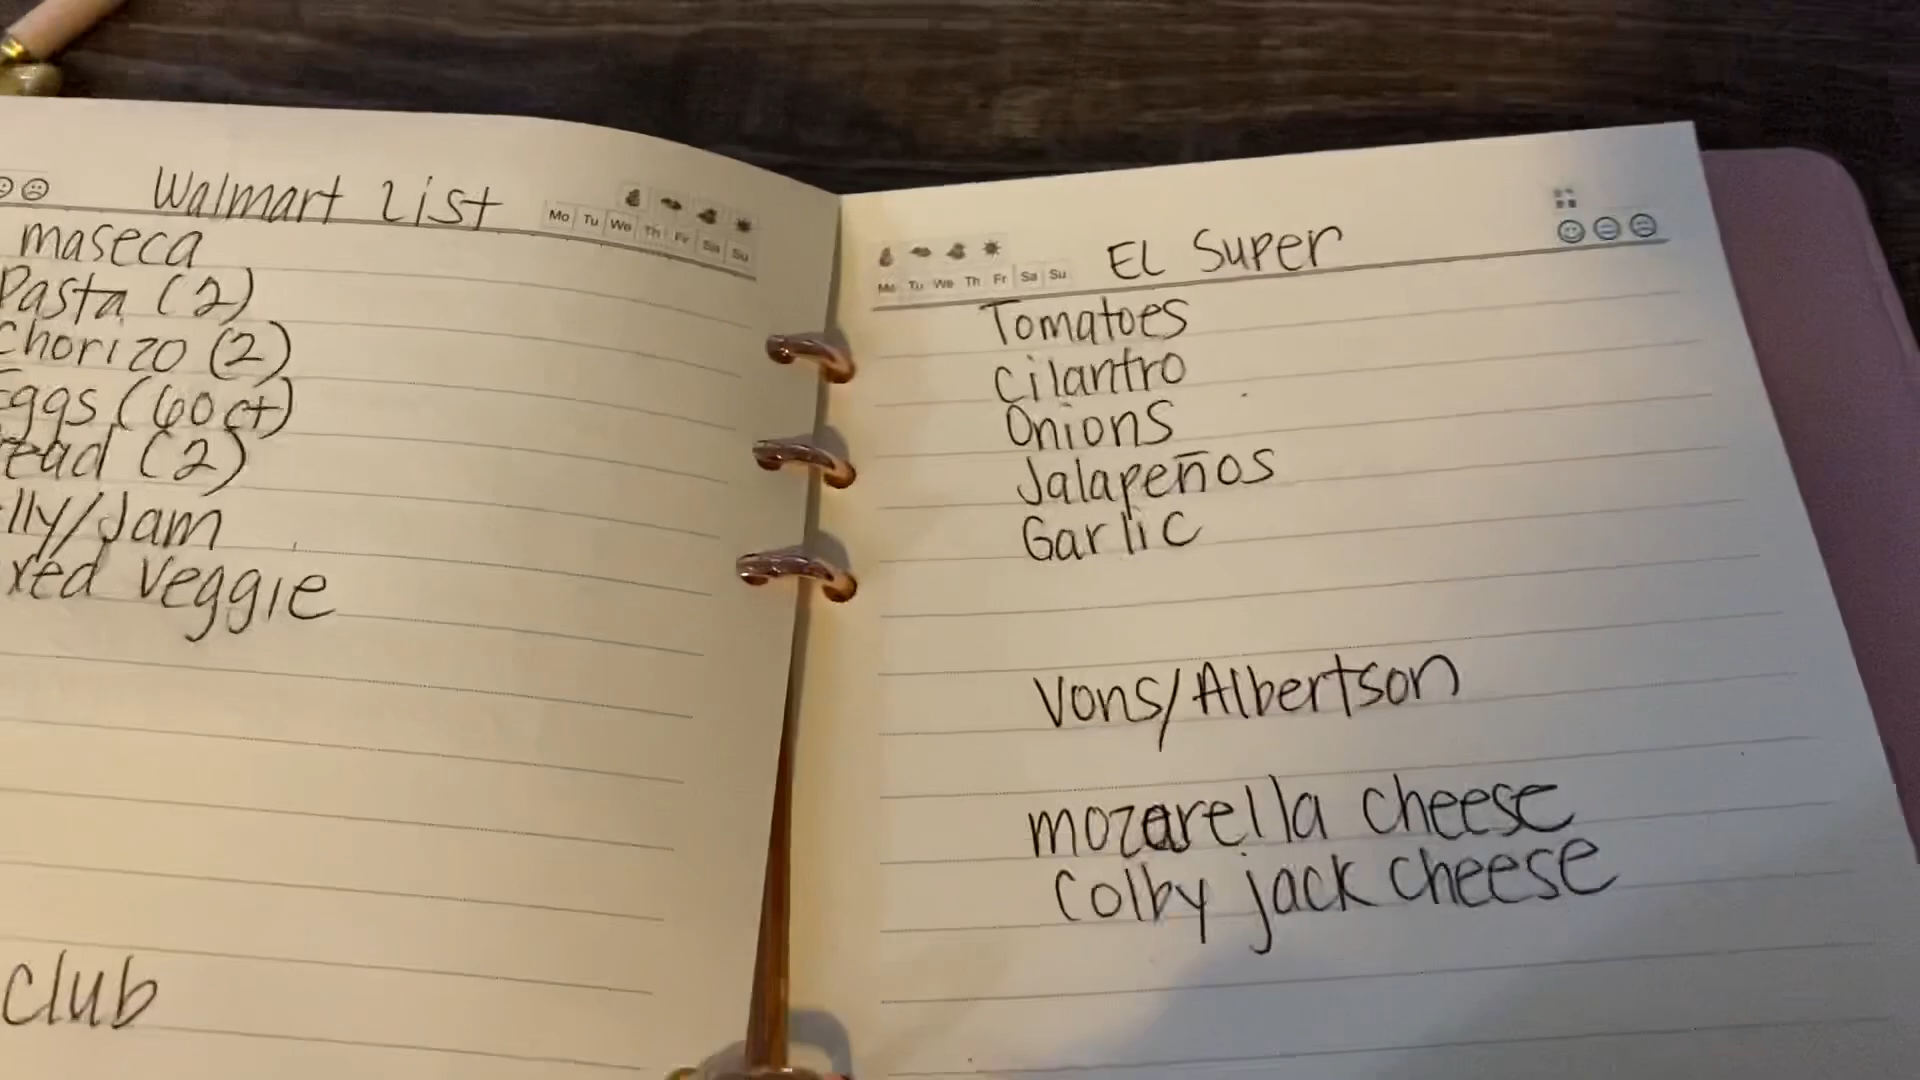 Walmart List
Mo Tu We Th Fr Sa Su
maseca
Pasta (2)
Chorizo (2)
Eggs (60 ct)
ead (2)
lly/Jam
xed Veggie
club
EL Super
Mo Tu We Th Fr Sa Su
Tomatoes
Cilantro
Onions
Jalapeños
Garlic
Vons/Albertson
mozarella cheese
Colby jack cheese